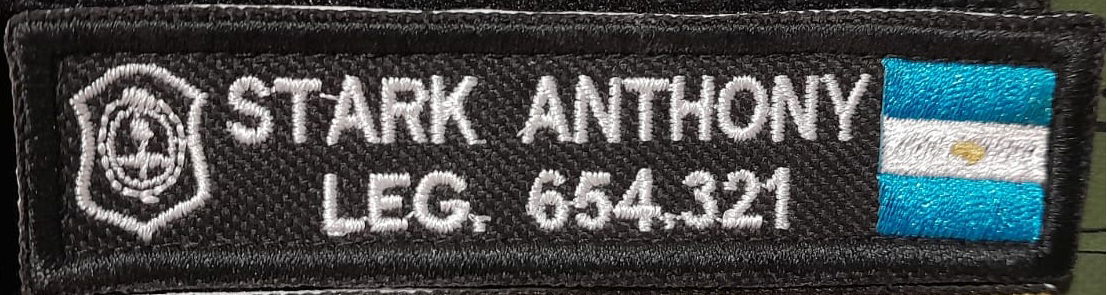 STARK ANTHONY
LEG. 654,321